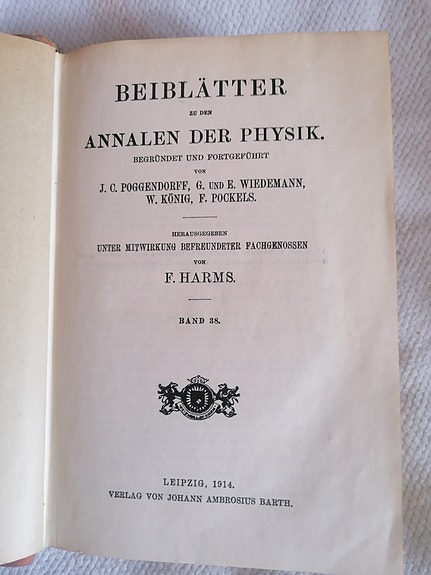 BEIBLÄTTER
ZU DEN
ANNALEN DER PHYSIK.
BEGRÜNDET UND FORTGEFÜHRT
VON
J. C. POGGENDORFF, G. UND E. WIEDEMANN,
W. KÖNIG, F. POCKELS.
HERAUSGEGEBEN
UNTER MITWIRKUNG BEFREUNDETER FACHGENOSSEN
VON
F. HARMS.
BAND 38.
LEIPZIG, 1914.
VERLAG VON JOHANN AMBROSIUS BARTH.